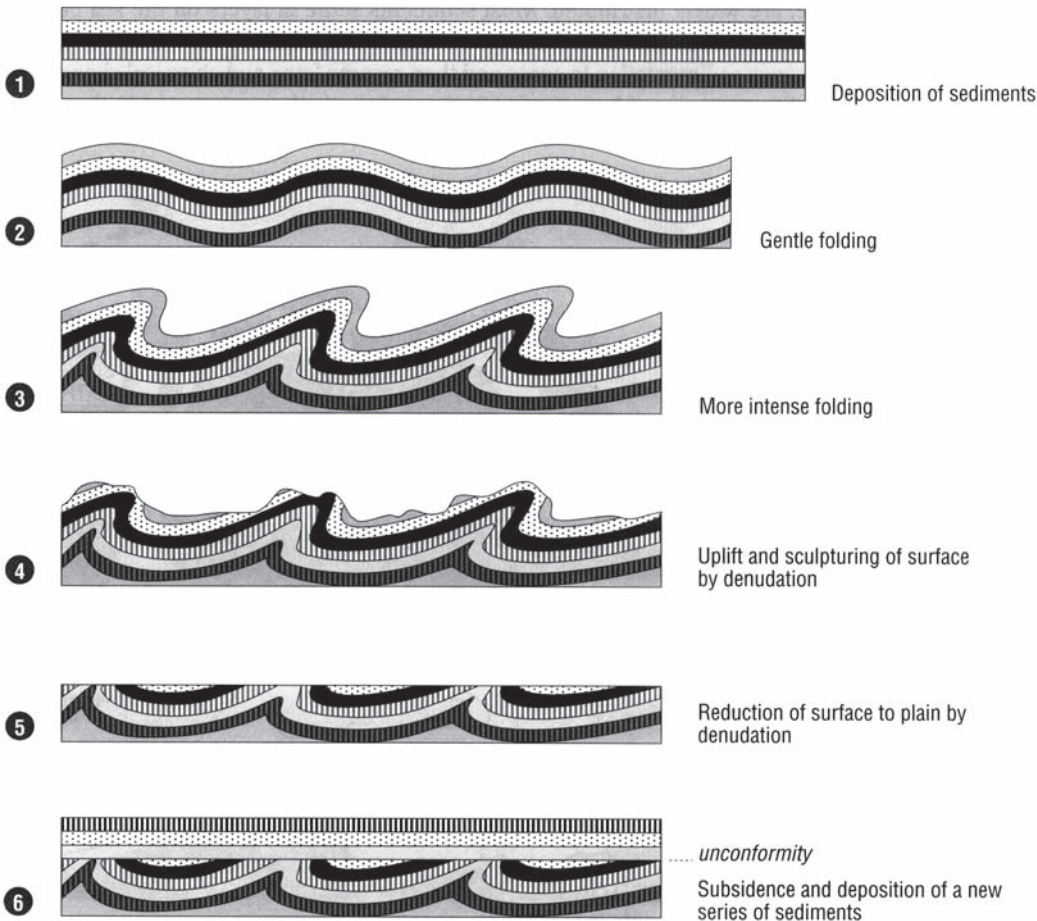 1
Deposition of sediments
2
Gentle folding
3
More intense folding
4
Uplift and sculpturing of surface
by denudation
5
Reduction of surface to plain by
denudation
unconformity
6
Subsidence and deposition of a new
series of sediments